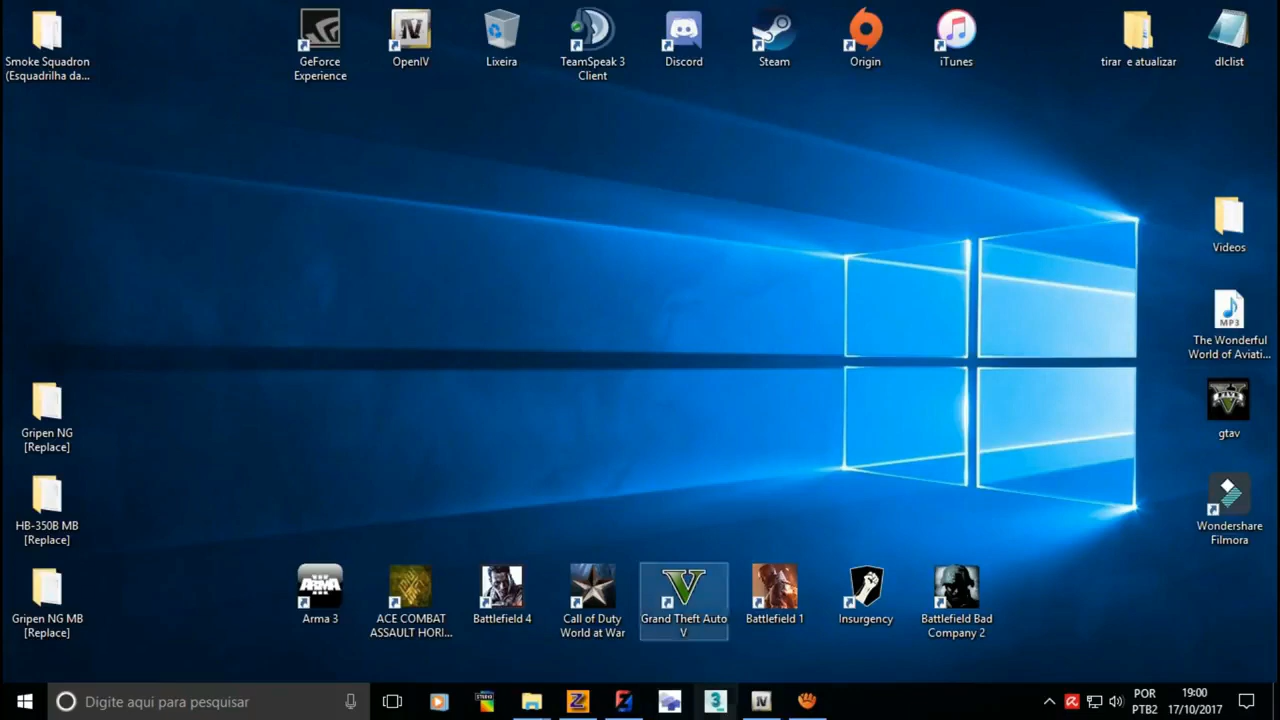 Smoke Squadron
(Esquadrilha da...
GeForce
Experience
OpenIV
Lixeira
TeamSpeak 3
Client
Discord
Steam
Origin
iTunes
tirar e atualizar
dlclist
Videos
MP3
The Wonderful
World of Aviati...
gtav
Gripen NG
[Replace]
HB-350B MB
[Replace]
Wondershare
Filmora
Gripen NG MB
[Replace]
ARMA
Arma 3
ACE COMBAT
ASSAULT HORI...
Battlefield 4
Call of Duty
World at War
Grand Theft Auto
V
Battlefield 1
Insurgency
Battlefield Bad
Company 2
Digite aqui para pesquisar
POR
PTB2
19:00
17/10/2017